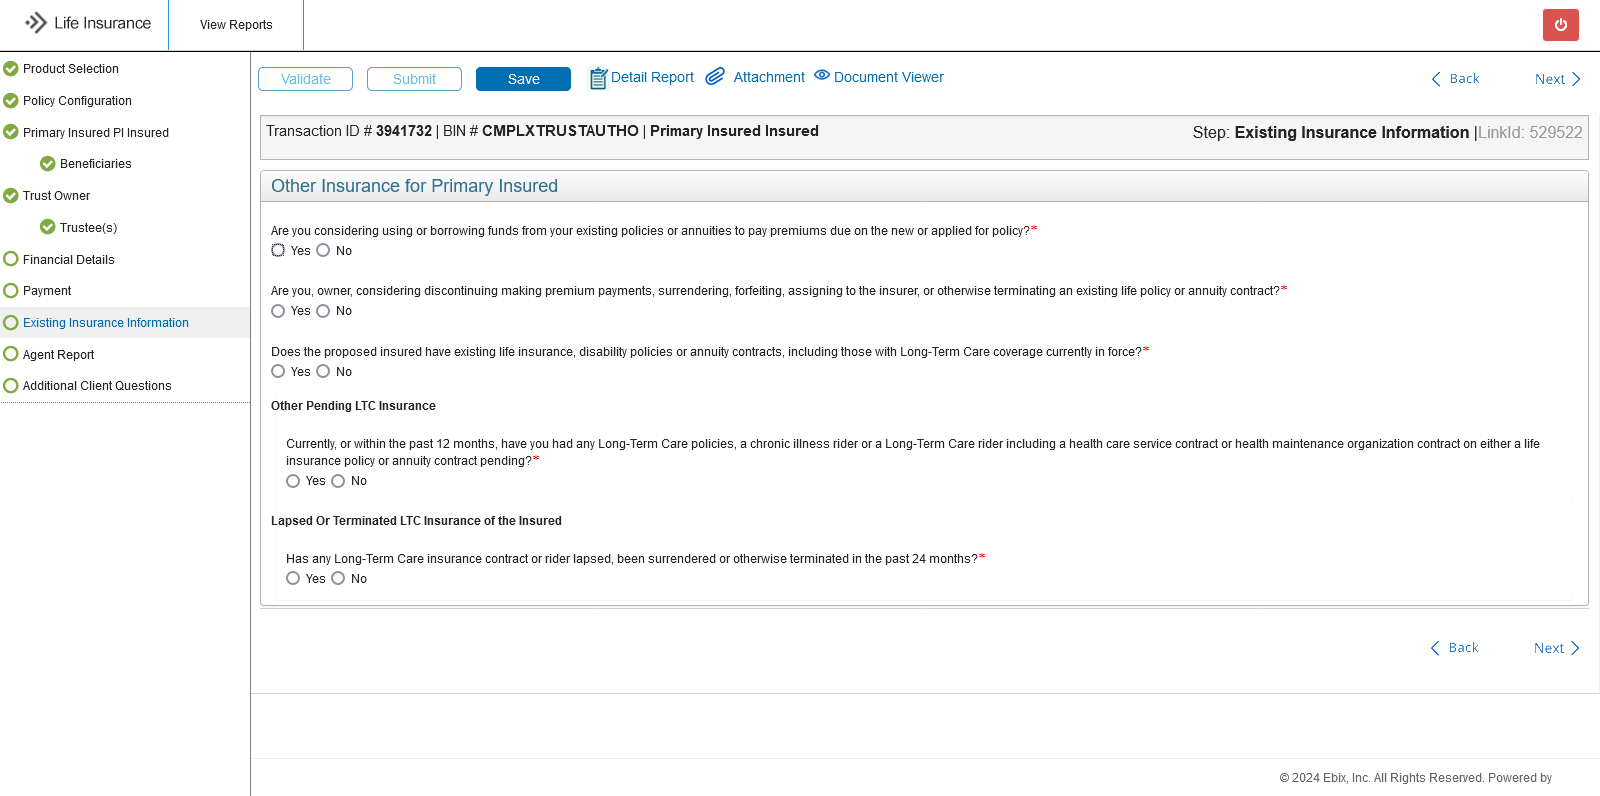 Life Insurance
View Reports
Product Selection
Policy Configuration
Primary Insured PI Insured
Beneficiaries
Trust Owner
Trustee(s)
Financial Details
Payment
Existing Insurance Information
Agent Report
Additional Client Questions
Validate
Submit
Save
Detail Report
Attachment
Document Viewer
Back
Next
Transaction ID # 3941732 | BIN # CMPLXTRUSTAUTHO | Primary Insured Insured
Step: Existing Insurance Information |LinkId: 529522
Other Insurance for Primary Insured
Are you considering using or borrowing funds from your existing policies or annuities to pay premiums due on the new or applied for policy?*
Yes No
Are you, owner, considering discontinuing making premium payments, surrendering, forfeiting, assigning to the insurer, or otherwise terminating an existing life policy or annuity contract?*
Yes No
Does the proposed insured have existing life insurance, disability policies or annuity contracts, including those with Long-Term Care coverage currently in force?*
Yes No
Other Pending LTC Insurance
Currently, or within the past 12 months, have you had any Long-Term Care policies, a chronic illness rider or a Long-Term Care rider including a health care service contract or health maintenance organization contract on either a life
insurance policy or annuity contract pending?*
Yes No
Lapsed Or Terminated LTC Insurance of the Insured
Has any Long-Term Care insurance contract or rider lapsed, been surrendered or otherwise terminated in the past 24 months?*
Yes No
Back
Next
© 2024 Ebix, Inc. All Rights Reserved. Powered by